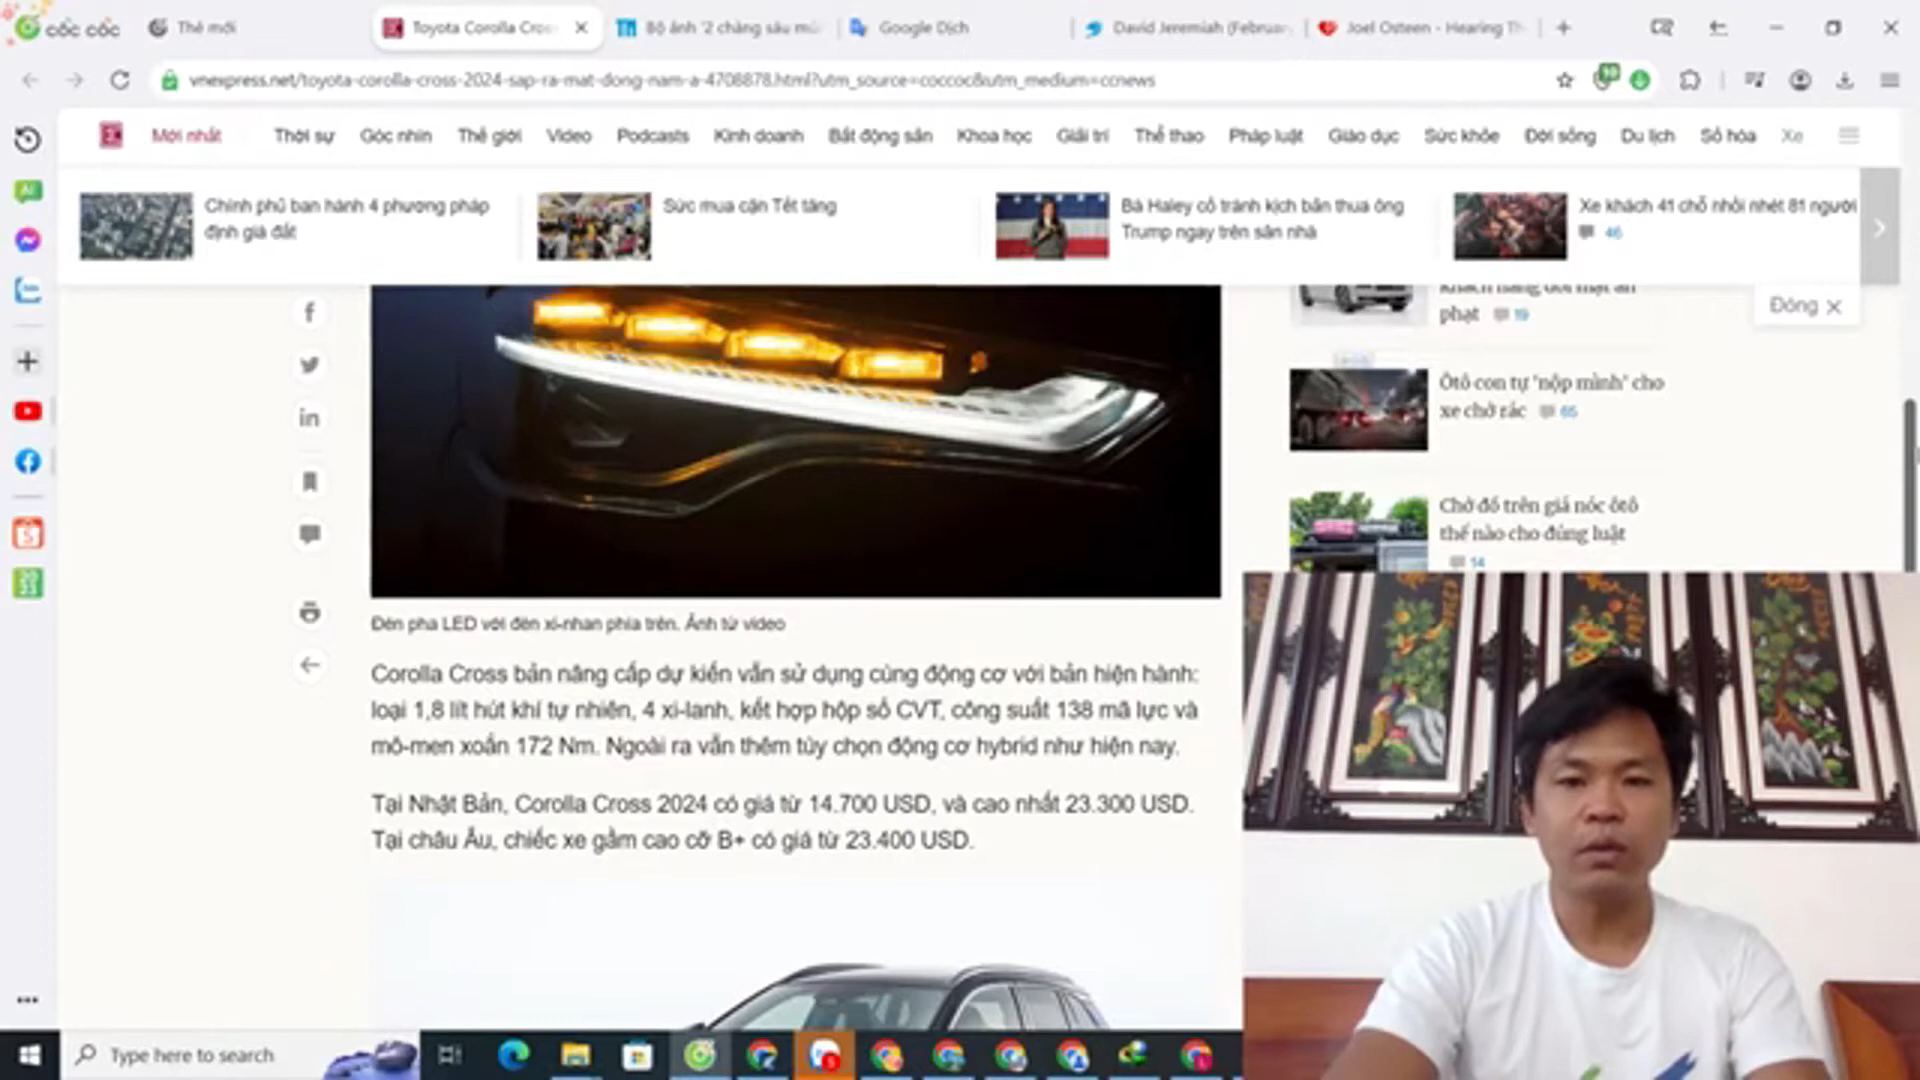 cốc cốc
Thẻ mới
Toyota Corolla Cros
Bộ ảnh '2 chàng sáu mú
Google Dịch
David Jeremiah (Februar
Joel Osteen - Hearing Th
vnexpress.net/toyota-corolla-cross-2024-sap-ra-mat-dong-nam-a-4708878.html?utm_source=coccoc&utm_medium=ccnews
10
Mới nhất
Thời sự
Góc nhìn
Thế giới
Video
Podcasts
Kinh doanh
Bất động sản
Khoa học
Giải trí
Thể thao
Pháp luật
Giáo dục
Sức khỏe
Đời sống
Du lịch
Số hóa
Xe
Chính phủ ban hành 4 phương pháp
định giá đất
Sức mua cận Tết tăng
Bà Haley cố tránh kịch bản thua ông
Trump ngay trên sân nhà
Xe khách 41 chỗ nhồi nhét 81 người
46
Đóng
khách hàng đổi mặt ăn
phạt 19
Ôtô con tự 'nộp mình' cho
xe chở rác 65
Chở đồ trên giá nóc ôtô
thế nào cho đúng luật
14
Đèn pha LED với đèn xi-nhan phía trên. Ảnh từ video
Corolla Cross bản nâng cấp dự kiến vẫn sử dụng cùng động cơ với bản hiện hành:
loại 1,8 lít hút khí tự nhiên, 4 xi-lanh, kết hợp hộp số CVT, công suất 138 mã lực và
mô-men xoắn 172 Nm. Ngoài ra vẫn thêm tùy chọn động cơ hybrid như hiện nay.
Tại Nhật Bản, Corolla Cross 2024 có giá từ 14.700 USD, và cao nhất 23.300 USD.
Tại châu Âu, chiếc xe gầm cao cỡ B+ có giá từ 23.400 USD.
Type here to search